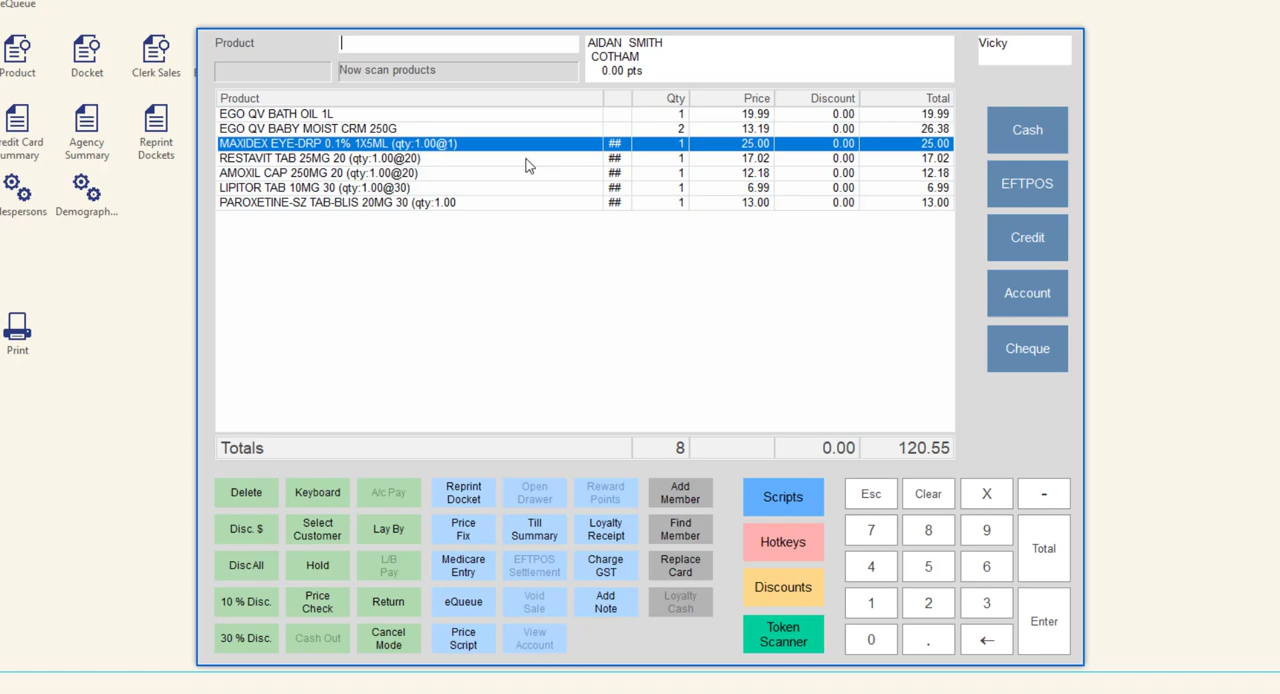 eQueue
Product
Docket
Clerk Sales
redit Card
ummary
Agency
Summary
Reprint
Dockets
lespersons
Demograph...
Print
Product
Now scan products
AIDAN SMITH
COTHAM
0.00 pts
Vicky
Product Qty Price Discount Total
EGO QV BATH OIL 1L 1 19.99 0.00 19.99
EGO QV BABY MOIST CRM 250G 2 13.19 0.00 26.38
MAXIDEX EYE-DRP 0.1% 1X5ML (qty:1.00@1) ## 1 25.00 0.00 25.00
RESTAVIT TAB 25MG 20 (qty:1.00@20) ## 1 17.02 0.00 17.02
AMOXIL CAP 250MG 20 (qty:1.00@20) ## 1 12.18 0.00 12.18
LIPITOR TAB 10MG 30 (qty:1.00@30) ## 1 6.99 0.00 6.99
PAROXETINE-SZ TAB-BLIS 20MG 30 (qty:1.00 ## 1 13.00 0.00 13.00
Totals 8 0.00 120.55
Cash
EFTPOS
Credit
Account
Cheque
Delete
Keyboard
A/c Pay
Reprint
Docket
Open
Drawer
Reward
Points
Add
Member
Disc. $
Select
Customer
Lay By
Price
Fix
Till
Summary
Loyalty
Receipt
Find
Member
Disc All
Hold
L/B
Pay
Medicare
Entry
EFTPOS
Settlement
Charge
GST
Replace
Card
10 % Disc.
Price
Check
Return
eQueue
Void
Sale
Add
Note
Loyalty
Cash
30 % Disc.
Cash Out
Cancel
Mode
Price
Script
View
Account
Scripts
Hotkeys
Discounts
Token
Scanner
Esc Clear X -
7 8 9
Total
4 5 6
1 2 3
Enter
0 . ←